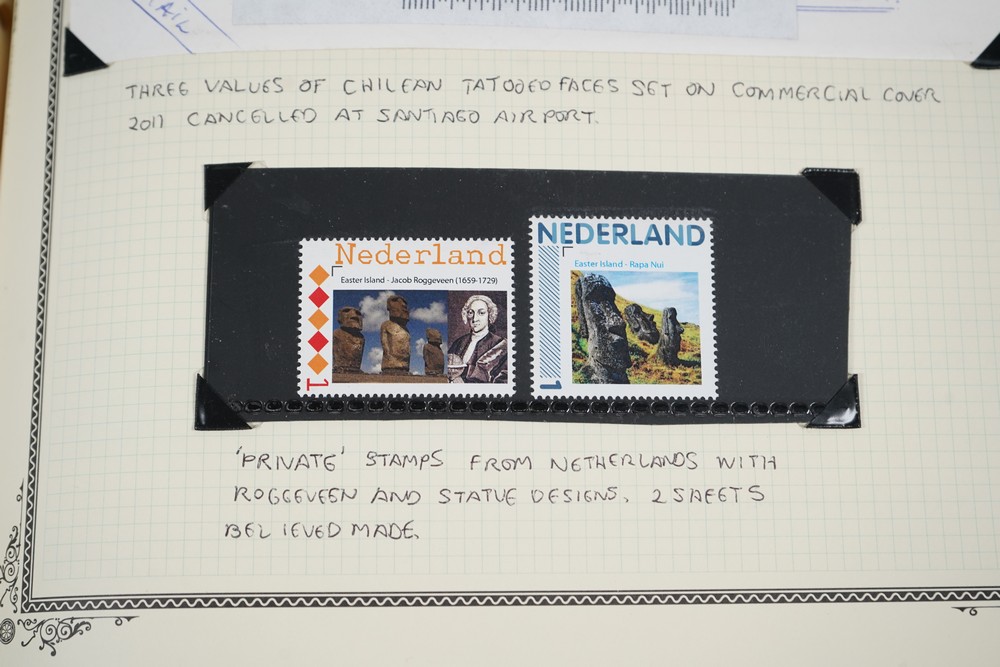 AIL
THREE VALUES OF CHILEAN TATOOEO FACES SET ON COMMERCIAL COVER
2011 CANCELLED AT SANTIAGO AIRPORT.
Nederland
Easter Island - Jacob Roggeveen (1659-1729)
1
NEDERLAND
Easter Island - Rapa Nui
1
'PRIVATE' STAMPS FROM NETHERLANDS WITH
ROGGEVEEN AND STATUE DESIGNS. 2 SHEETS
BELIEVED MADE.